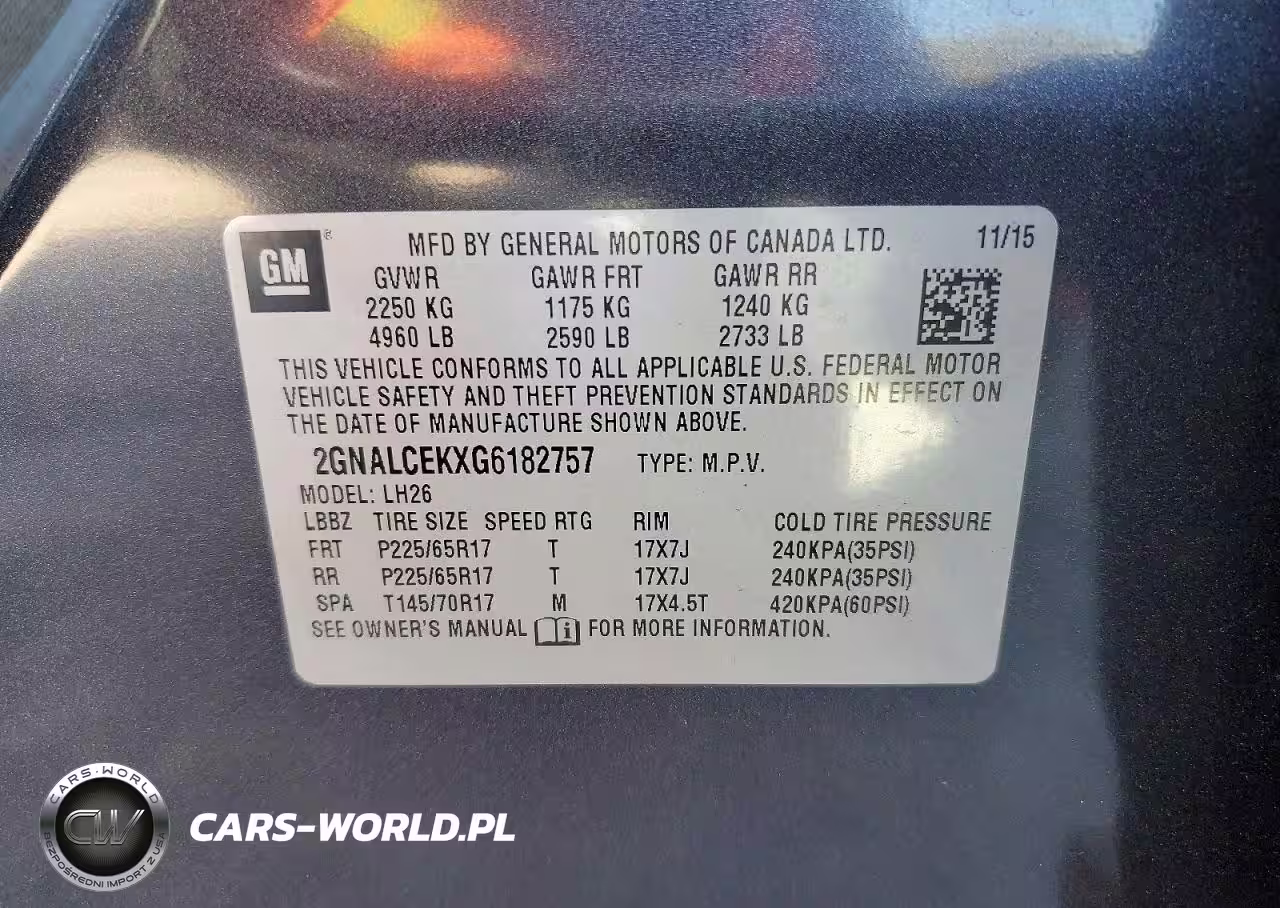 GM ®
MFD BY GENERAL MOTORS OF CANADA LTD. 11/15
GVWR GAWR FRT GAWR RR
2250 KG 1175 KG 1240 KG
4960 LB 2590 LB 2733 LB
THIS VEHICLE CONFORMS TO ALL APPLICABLE U.S. FEDERAL MOTOR
VEHICLE SAFETY AND THEFT PREVENTION STANDARDS IN EFFECT ON
THE DATE OF MANUFACTURE SHOWN ABOVE.
2GNALCEKXG6182757 TYPE: M.P.V.
MODEL: LH26
LBBZ TIRE SIZE SPEED RTG RIM COLD TIRE PRESSURE
FRT P225/65R17 T 17X7J 240KPA(35PSI)
RR P225/65R17 T 17X7J 240KPA(35PSI)
SPA T145/70R17 M 17X4.5T 420KPA(60PSI)
SEE OWNER'S MANUAL i FOR MORE INFORMATION.
CARS-WORLD
CW
BEZPOŚREDNI IMPORT Z USA
CARS-WORLD.PL